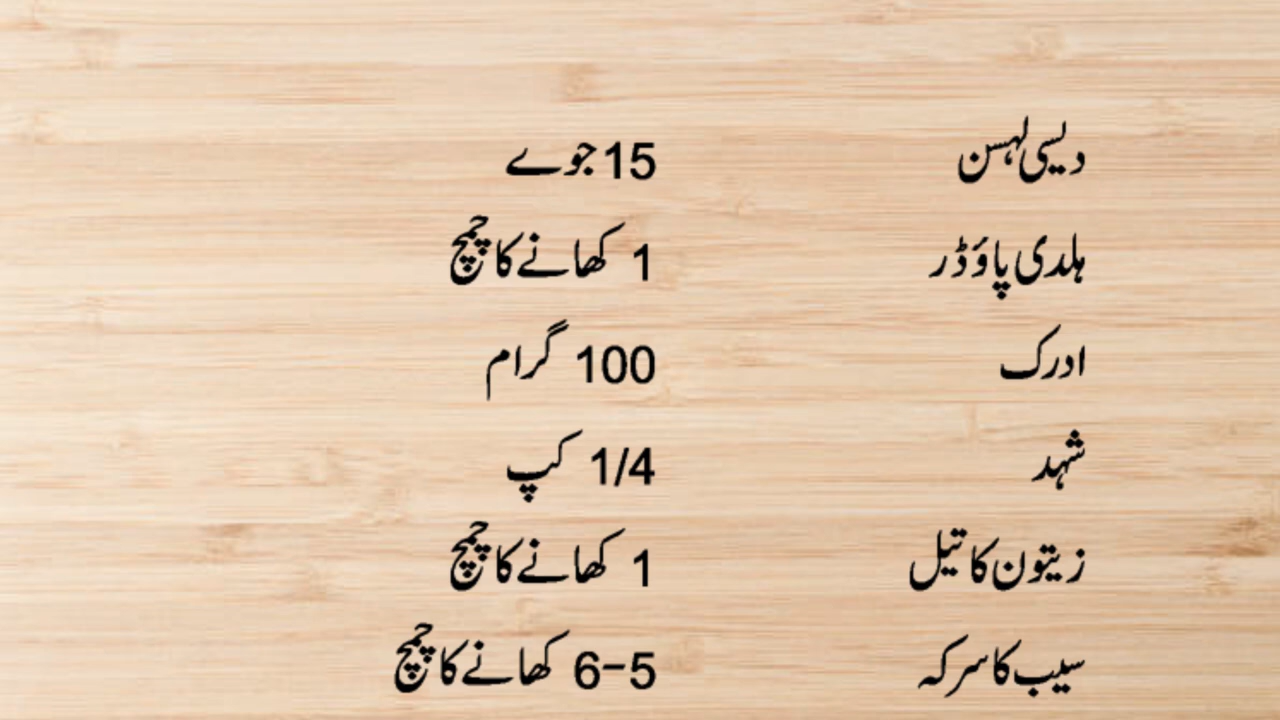 دیسی لہسن 15 جوے
ہلدی پاؤڈر 1 کھانے کا چمچ
ادرک 100 گرام
شہد 1/4 کپ
زیتون کا تیل 1 کھانے کا چمچ
سیب کا سرکہ 5-6 کھانے کا چمچ